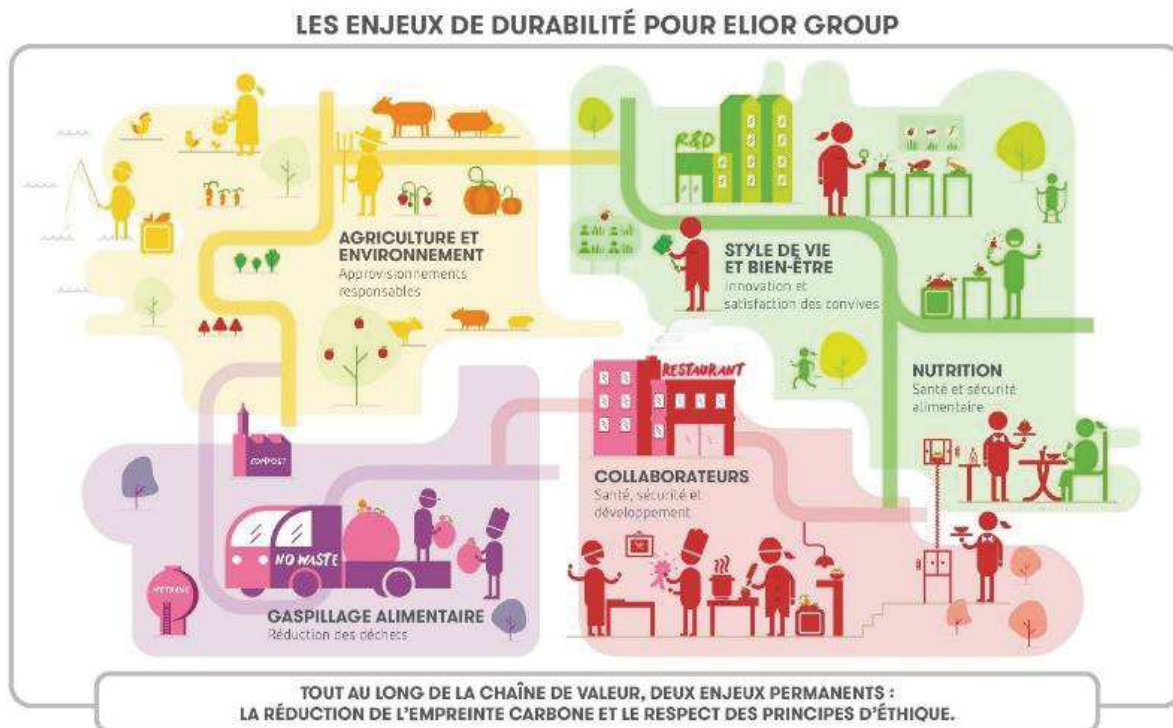 LES ENJEUX DE DURABILITÉ POUR ELIOR GROUP
R&D
AGRICULTURE ET
ENVIRONNEMENT
Approvisionnements
responsables
STYLE DE VIE
ET BIEN-ÊTRE
Innovation et
satisfaction des convives
RESTAURANT
NUTRITION
Santé et sécurité
alimentaire
COMPOST
COLLABORATEURS
Santé, sécurité et
développement
NO WASTE
METHANE
GASPILLAGE ALIMENTAIRE
Réduction des déchets
TOUT AU LONG DE LA CHAÎNE DE VALEUR, DEUX ENJEUX PERMANENTS :
LA RÉDUCTION DE L'EMPREINTE CARBONE ET LE RESPECT DES PRINCIPES D'ÉTHIQUE.